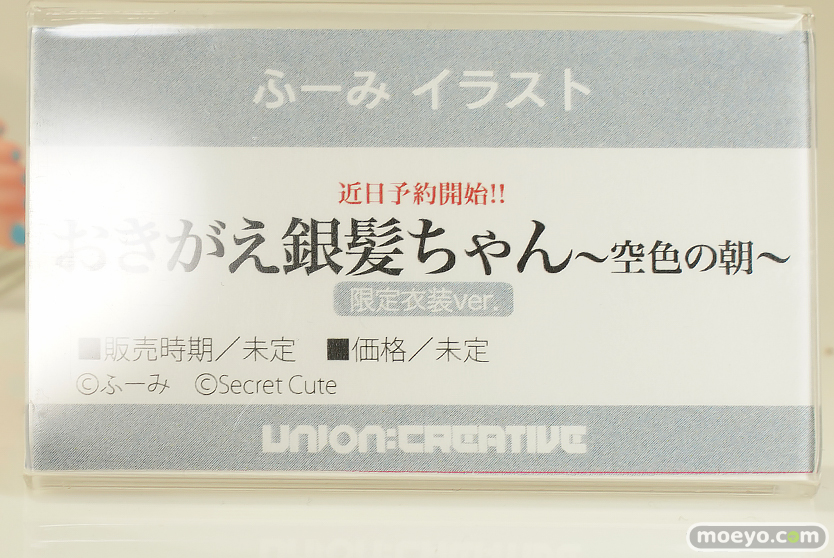 ふーみ イラスト
近日予約開始!!
おきがえ銀髪ちゃん～空色の朝～
限定衣装ver.
■販売時期／未定 ■価格／未定
©ふーみ ©Secret Cute
UNION:CREATIVE
moeyo.com